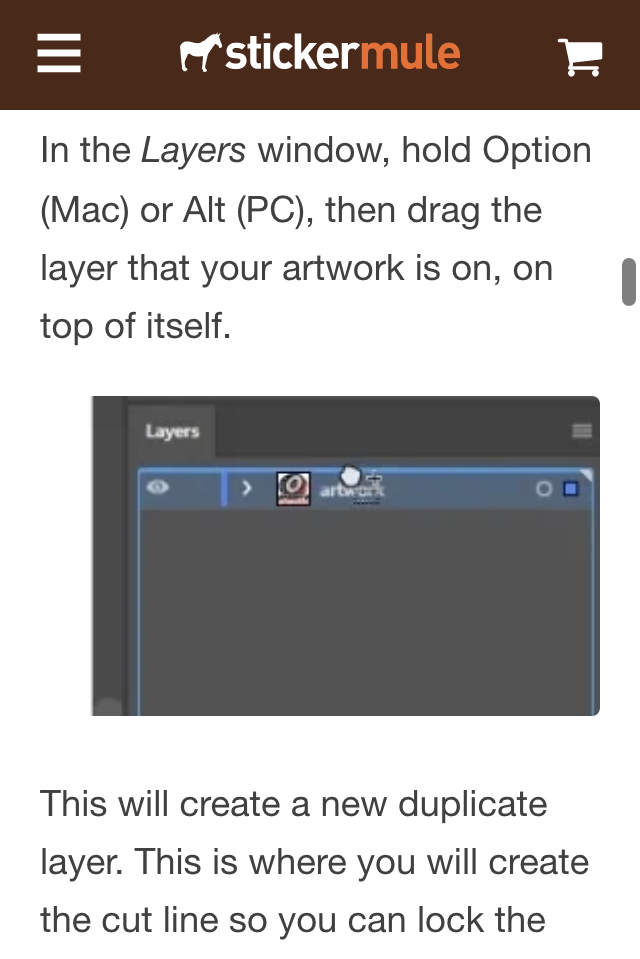 stickermule
In the Layers window, hold Option
(Mac) or Alt (PC), then drag the
layer that your artwork is on, on
top of itself.
Layers
artwork
This will create a new duplicate
layer. This is where you will create
the cut line so you can lock the